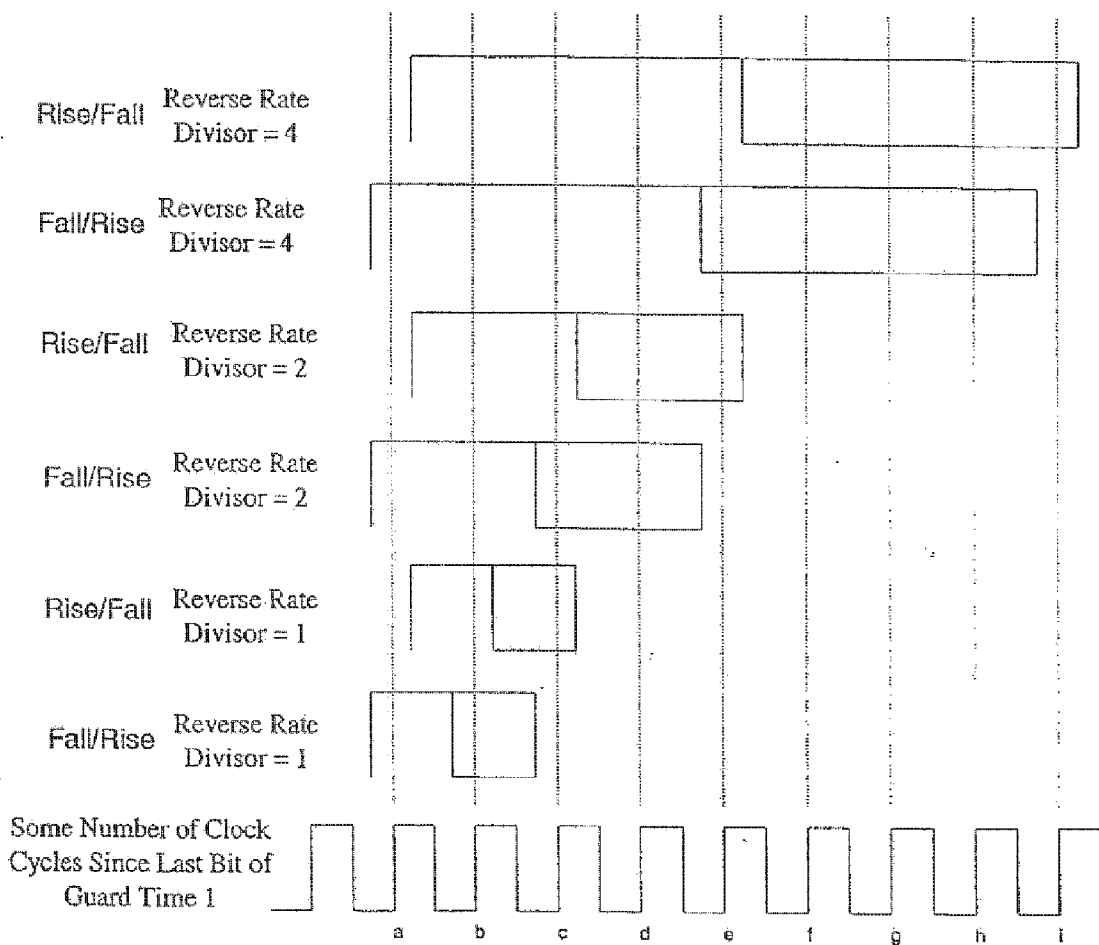 Rise/Fall Reverse Rate
Divisor = 4
Fall/Rise Reverse Rate
Divisor = 4
Rise/Fall Reverse Rate
Divisor = 2
Fall/Rise Reverse Rate
Divisor = 2
Rise/Fall Reverse Rate
Divisor = 1
Fall/Rise Reverse Rate
Divisor = 1
Some Number of Clock
Cycles Since Last Bit of
Guard Time 1
a b c d e f g h i